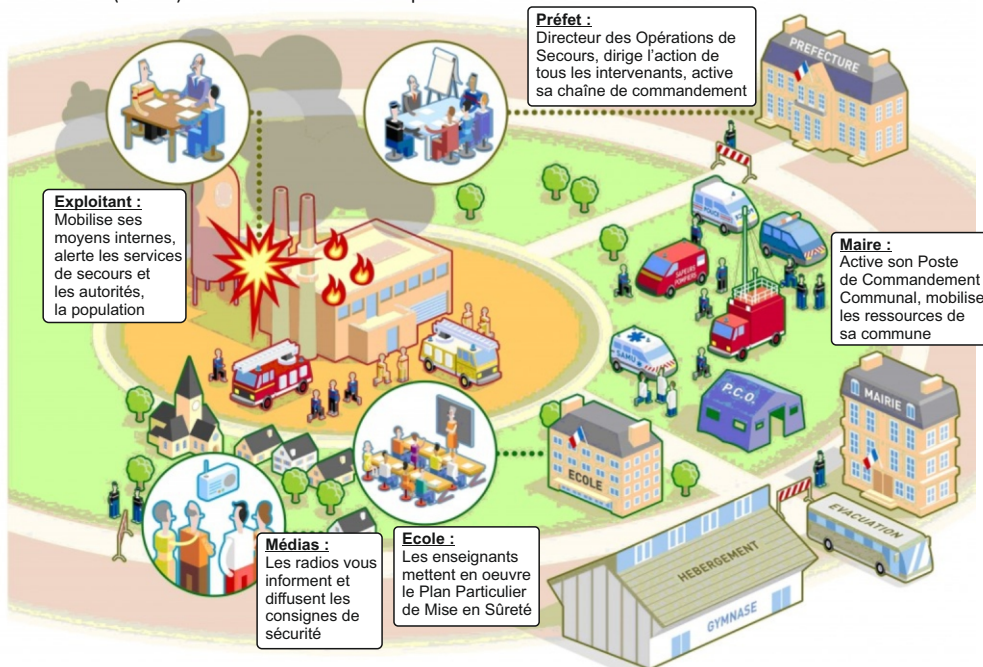 Préfet :
Directeur des Opérations de
Secours, dirige l'action de
tous les intervenants, active
sa chaîne de commandement
PREFECTURE
Exploitant :
Mobilise ses
moyens internes,
alerte les services
de secours et
les autorités,
la population
POLICE
SAPEURS
POMPIERS
Maire :
Active son Poste
de Commandement
Communal, mobilise
les ressources de
sa commune
SAMU
P.C.O.
MAIRIE
ECOLE
Médias :
Les radios vous
informent et
diffusent les
consignes de
sécurité
Ecole :
Les enseignants
mettent en oeuvre
le Plan Particulier
de Mise en Sûreté
HEBERGEMENT
GYMNASE
EVACUATION